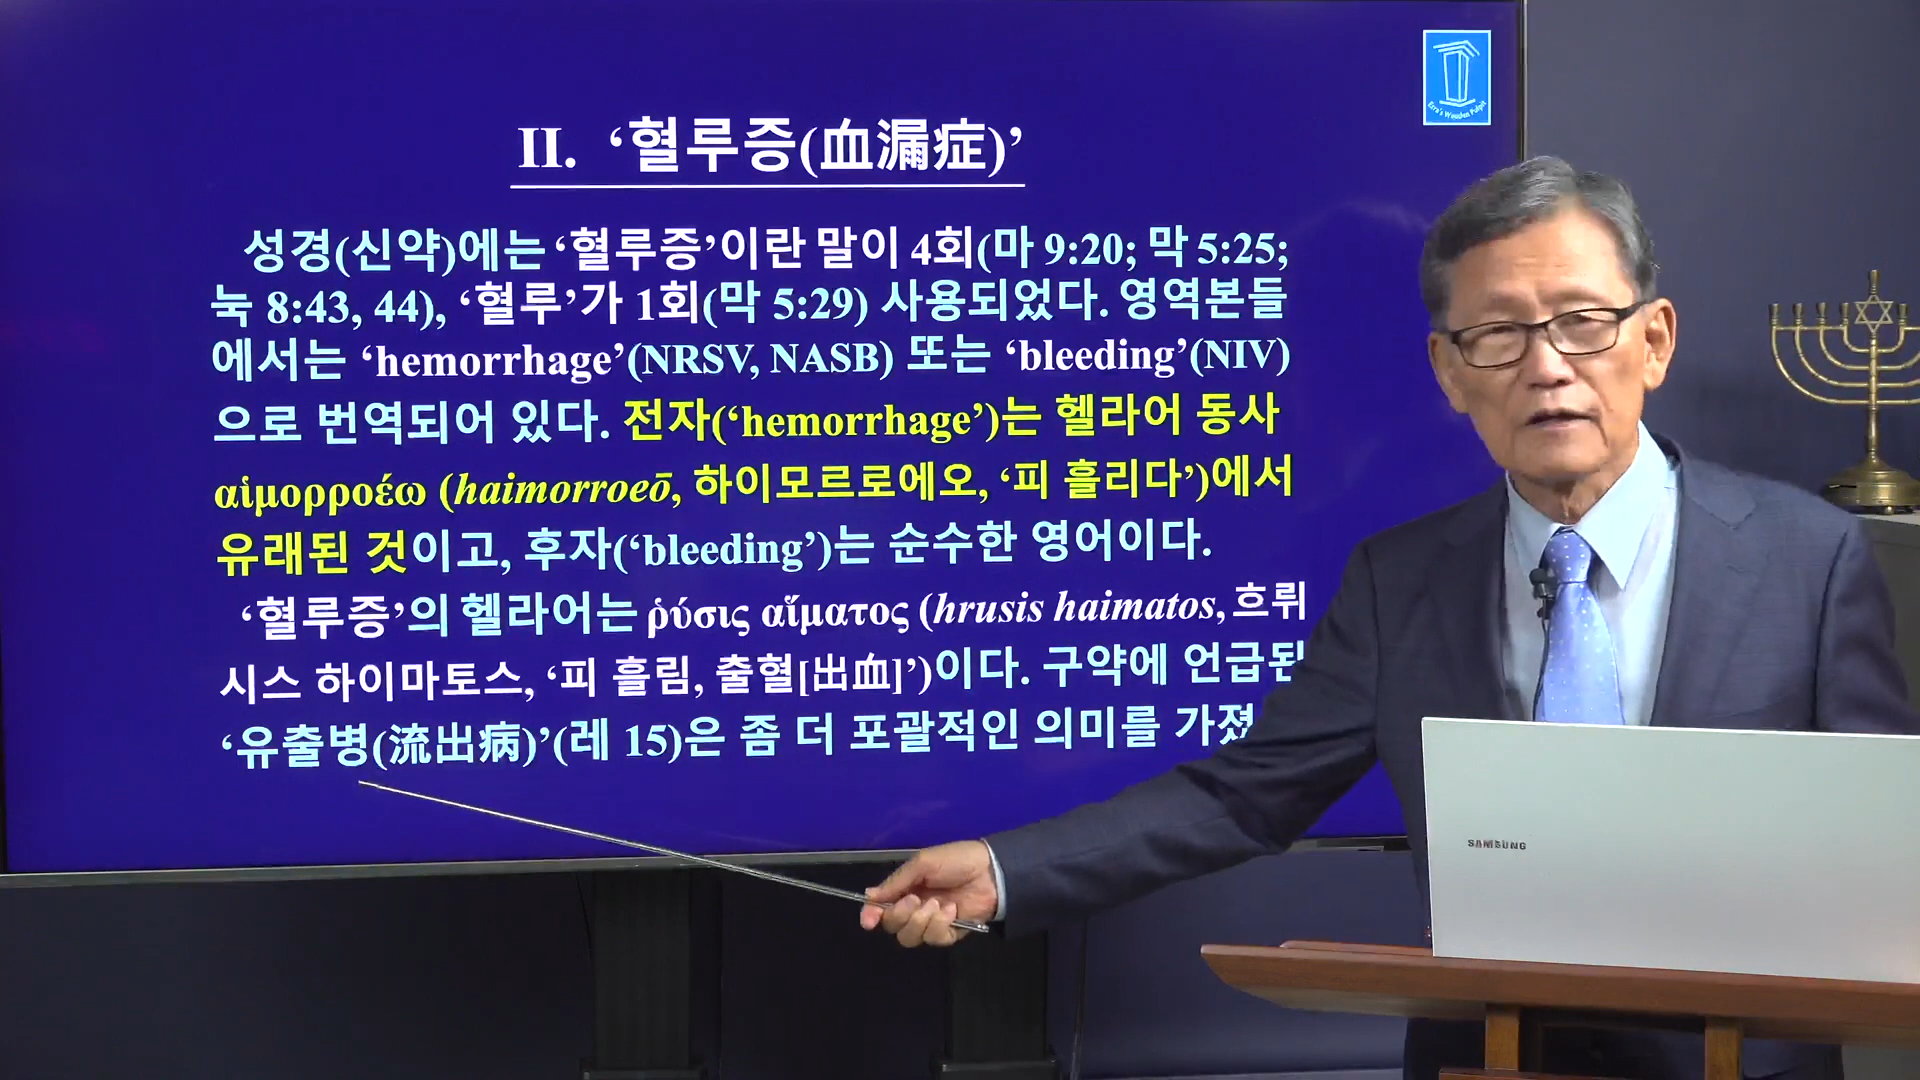 II. ‘혈루증(血漏症)’
성경(신약)에는 ‘혈루증’이란 말이 4회(마 9:20; 막 5:25;
눅 8:43, 44), ‘혈루’가 1회(막 5:29) 사용되었다. 영역본들
에서는 ‘hemorrhage’(NRSV, NASB) 또는 ‘bleeding’(NIV)
으로 번역되어 있다. 전자(‘hemorrhage’)는 헬라어 동사
αἱμορροέω (haimorroeō, 하이모르로에오, ‘피 흘리다’)에서
유래된 것이고, 후자(‘bleeding’)는 순수한 영어이다.
‘혈루증’의 헬라어는 ῥύσις αἵματος (hrusis haimatos, 흐뤼
시스 하이마토스, ‘피 흘림, 출혈[出血]’)이다. 구약에 언급된
‘유출병(流出病)’(레 15)은 좀 더 포괄적인 의미를 가졌
Ezra's Wooden Pulpit
SAMSUNG